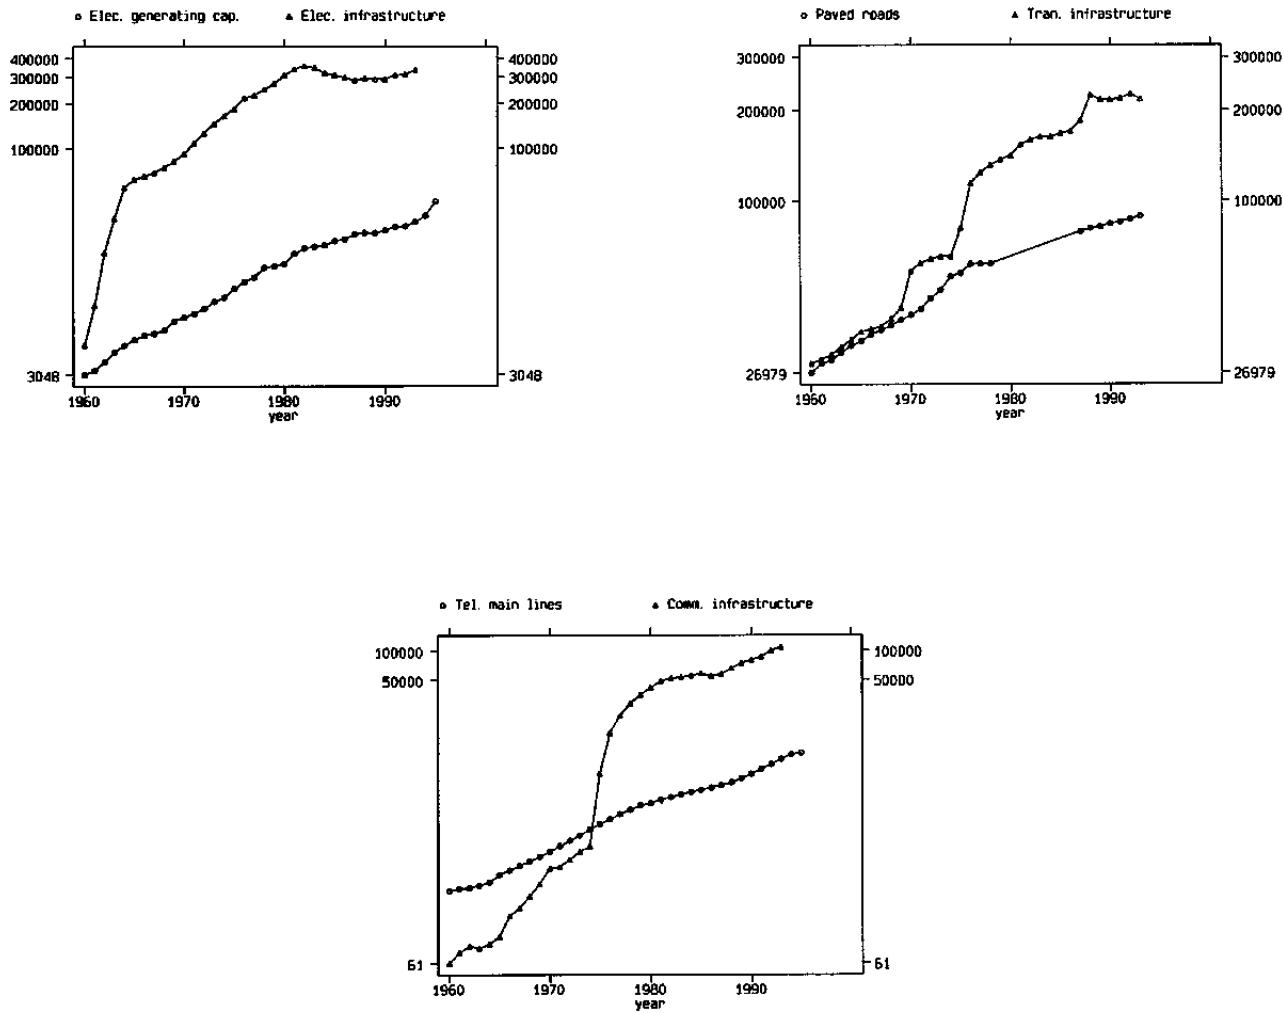 Elec. generating cap. Elec. infrastructure
400000 400000
300000 300000
200000 200000
100000 100000
3048 3048
1960 1970 1980 1990
year
Paved roads Tran. infrastructure
300000 300000
200000 200000
100000 100000
26979 26979
1960 1970 1980 1990
year
Tel. main lines Comm. infrastructure
100000 100000
50000 50000
61 61
1960 1970 1980 1990
year